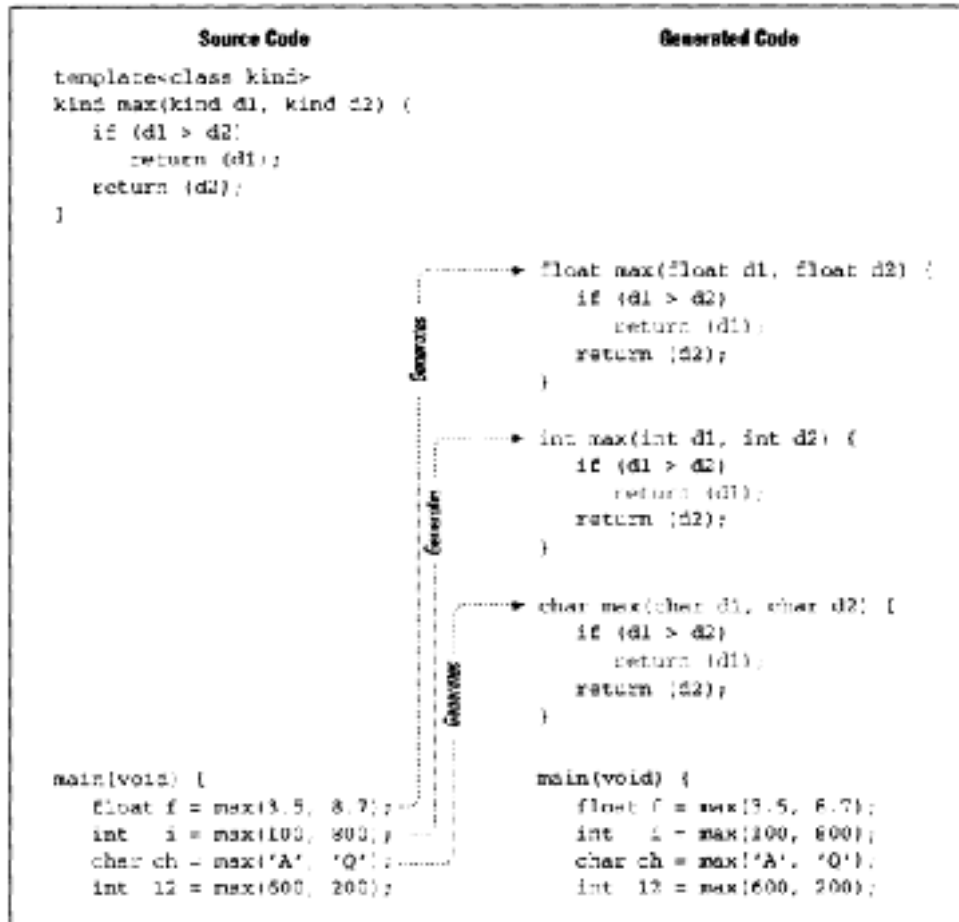 Source Code
template<class kind>
kind max(kind d1, kind d2) {
if (d1 > d2)
return (d1);
return (d2);
}
Generated Code
float max(float d1, float d2) {
if (d1 > d2)
return (d1);
return (d2);
}
int max(int d1, int d2) {
if (d1 > d2)
return (d1);
return (d2);
}
char max(char d1, char d2) {
if (d1 > d2)
return (d1);
return (d2);
}
Generates
Generates
Generates
main(void) {
float f = max(3.5, 8.7);
int i = max(100, 800);
char ch = max('A', 'Q');
int i2 = max(600, 200);
main(void) {
float f = max(3.5, 8.7);
int i = max(100, 800);
char ch = max('A', 'Q');
int i2 = max(600, 200);